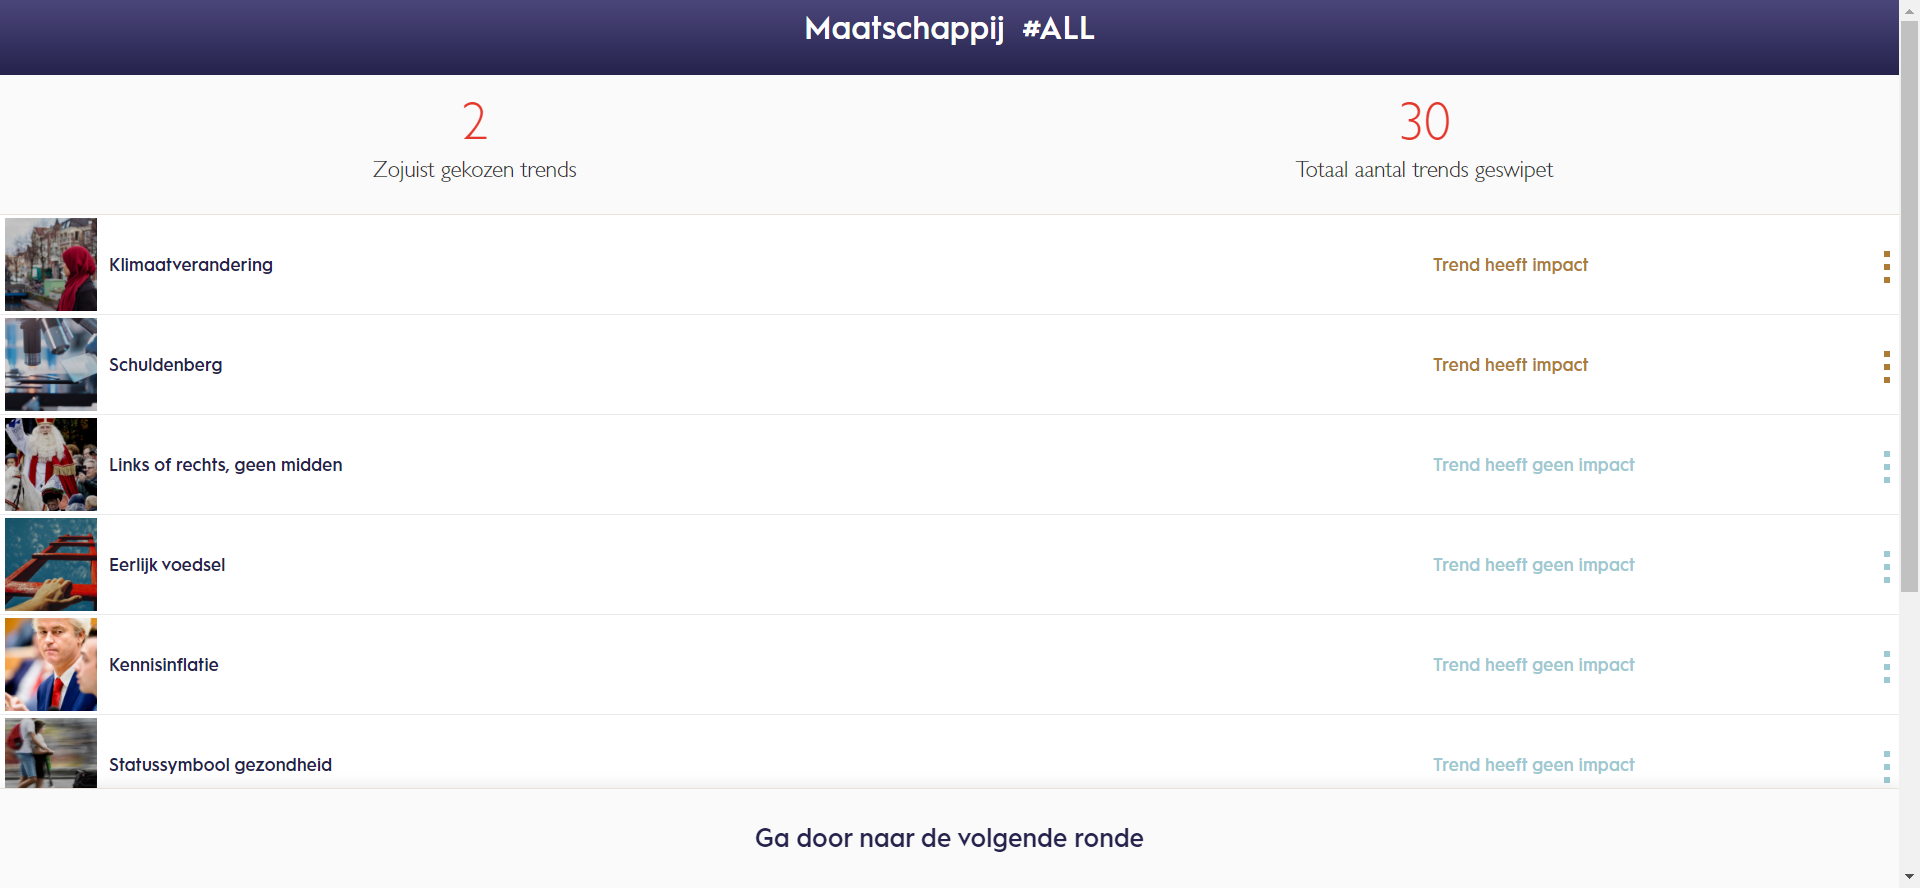 Maatschappij #ALL
2
Zojuist gekozen trends
30
Totaal aantal trends geswipet
Klimaatverandering
Trend heeft impact
Schuldenberg
Trend heeft impact
Links of rechts, geen midden
Trend heeft geen impact
Eerlijk voedsel
Trend heeft geen impact
Kennisinflatie
Trend heeft geen impact
Statussymbool gezondheid
Trend heeft geen impact
Ga door naar de volgende ronde